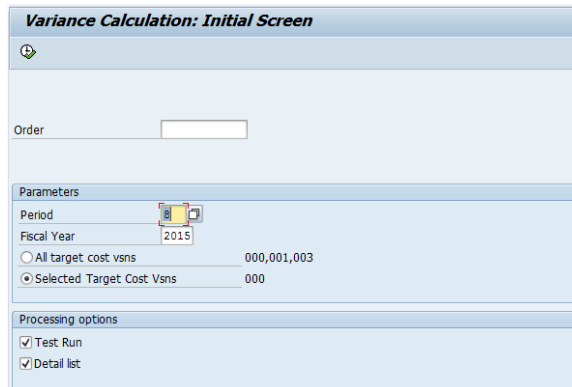 Variance Calculation: Initial Screen
Order
Parameters
Period 8
Fiscal Year 2015
All target cost vsns 000,001,003
Selected Target Cost Vsns 000
Processing options
Test Run
Detail list